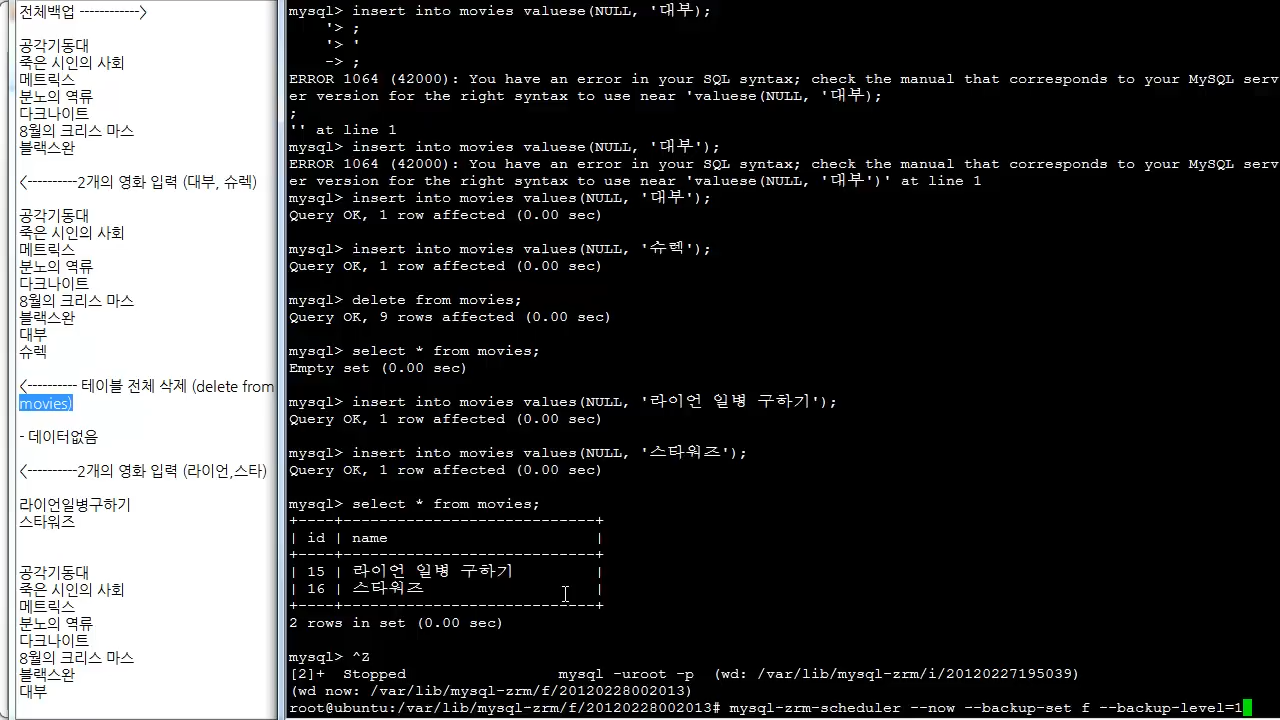 전체백업 ------------>
공각기동대
죽은 시인의 사회
메트릭스
분노의 역류
다크나이트
8월의 크리스 마스
블랙스완
<----------2개의 영화 입력 (대부, 슈렉)
공각기동대
죽은 시인의 사회
메트릭스
분노의 역류
다크나이트
8월의 크리스 마스
블랙스완
대부
슈렉
<---------- 테이블 전체 삭제 (delete from
movies)
- 데이터없음
<----------2개의 영화 입력 (라이언,스타)
라이언일병구하기
스타워즈
공각기동대
죽은 시인의 사회
메트릭스
분노의 역류
다크나이트
8월의 크리스 마스
블랙스완
대부
mysql> insert into movies valuese(NULL, '대부);
'> ;
'> '
-> ;
ERROR 1064 (42000): You have an error in your SQL syntax; check the manual that corresponds to your MySQL serv
er version for the right syntax to use near 'valuese(NULL, '대부);
;
'' at line 1
mysql> insert into movies valuese(NULL, '대부');
ERROR 1064 (42000): You have an error in your SQL syntax; check the manual that corresponds to your MySQL serv
er version for the right syntax to use near 'valuese(NULL, '대부')' at line 1
mysql> insert into movies values(NULL, '대부');
Query OK, 1 row affected (0.00 sec)
mysql> insert into movies values(NULL, '슈렉');
Query OK, 1 row affected (0.00 sec)
mysql> delete from movies;
Query OK, 9 rows affected (0.00 sec)
mysql> select * from movies;
Empty set (0.00 sec)
mysql> insert into movies values(NULL, '라이언 일병 구하기');
Query OK, 1 row affected (0.00 sec)
mysql> insert into movies values(NULL, '스타워즈');
Query OK, 1 row affected (0.00 sec)
mysql> select * from movies;
+----+----------------------------+
| id | name                       |
+----+----------------------------+
| 15 | 라이언 일병 구하기         |
| 16 | 스타워즈                   |
+----+----------------------------+
2 rows in set (0.00 sec)
mysql> ^Z
[2]+  Stopped                 mysql -uroot -p  (wd: /var/lib/mysql-zrm/i/20120227195039)
(wd now: /var/lib/mysql-zrm/f/20120228002013)
root@ubuntu:/var/lib/mysql-zrm/f/20120228002013# mysql-zrm-scheduler --now --backup-set f --backup-level=1